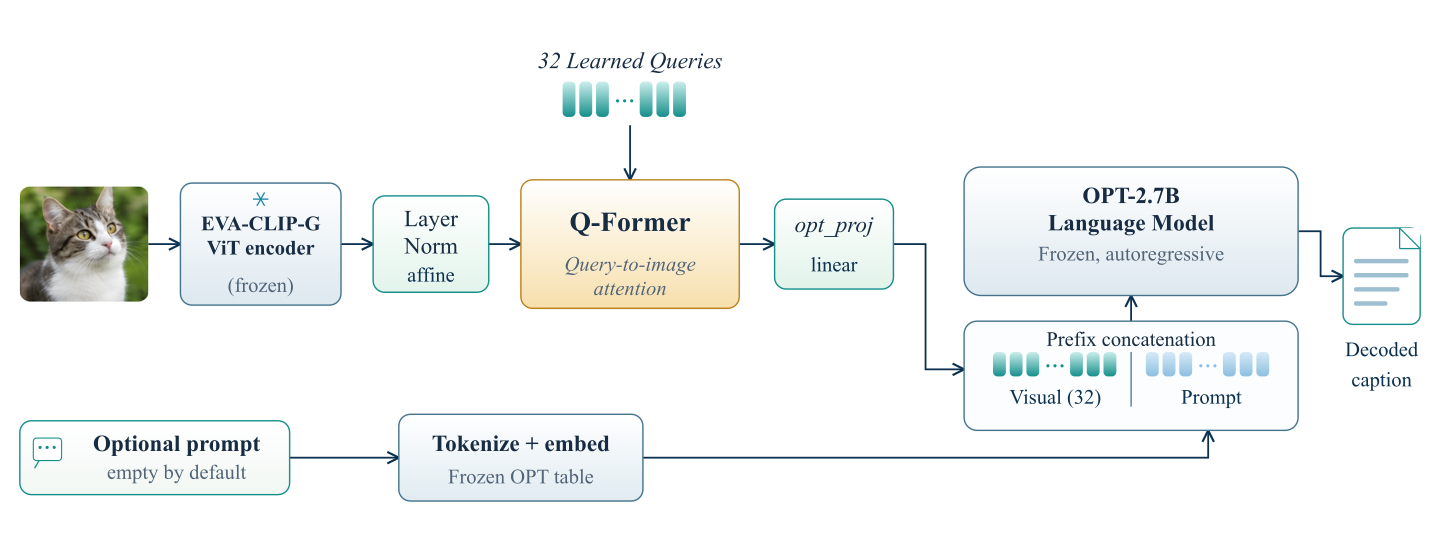 32 Learned Queries
EVA-CLIP-G
ViT encoder
(frozen)
Layer
Norm
affine
Q-Former
Query-to-image
attention
opt_proj
linear
OPT-2.7B
Language Model
Frozen, autoregressive
Prefix concatenation
Visual (32)
Prompt
Decoded
caption
Optional prompt
empty by default
Tokenize + embed
Frozen OPT table